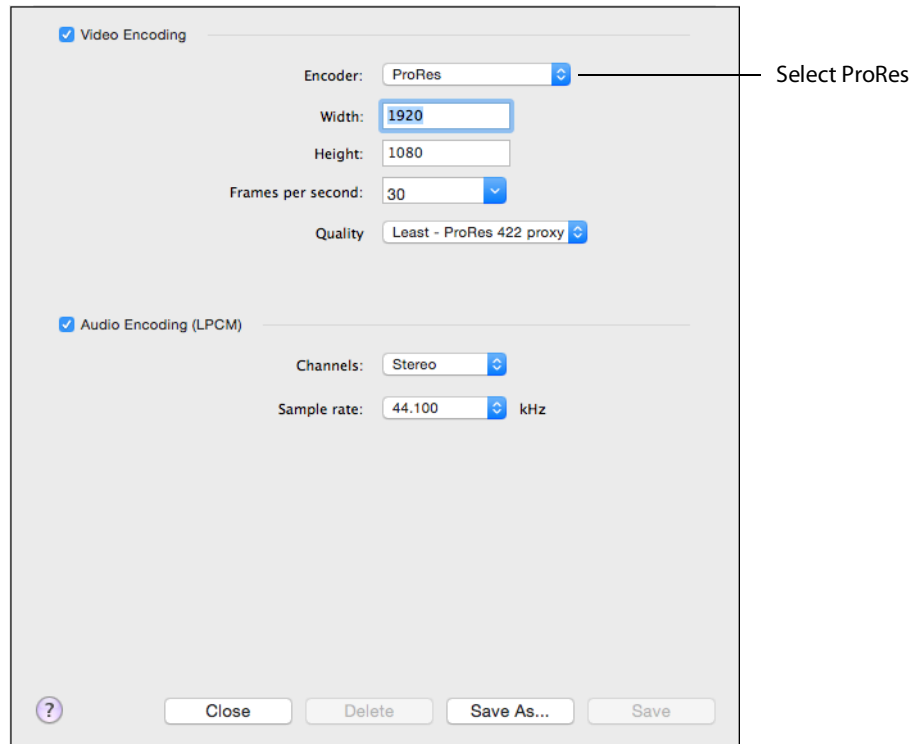 Video Encoding
Encoder: ProRes
Select ProRes
Width: 1920
Height: 1080
Frames per second: 30
Quality Least - ProRes 422 proxy
Audio Encoding (LPCM)
Channels: Stereo
Sample rate: 44.100 kHz
? Close Delete Save As... Save